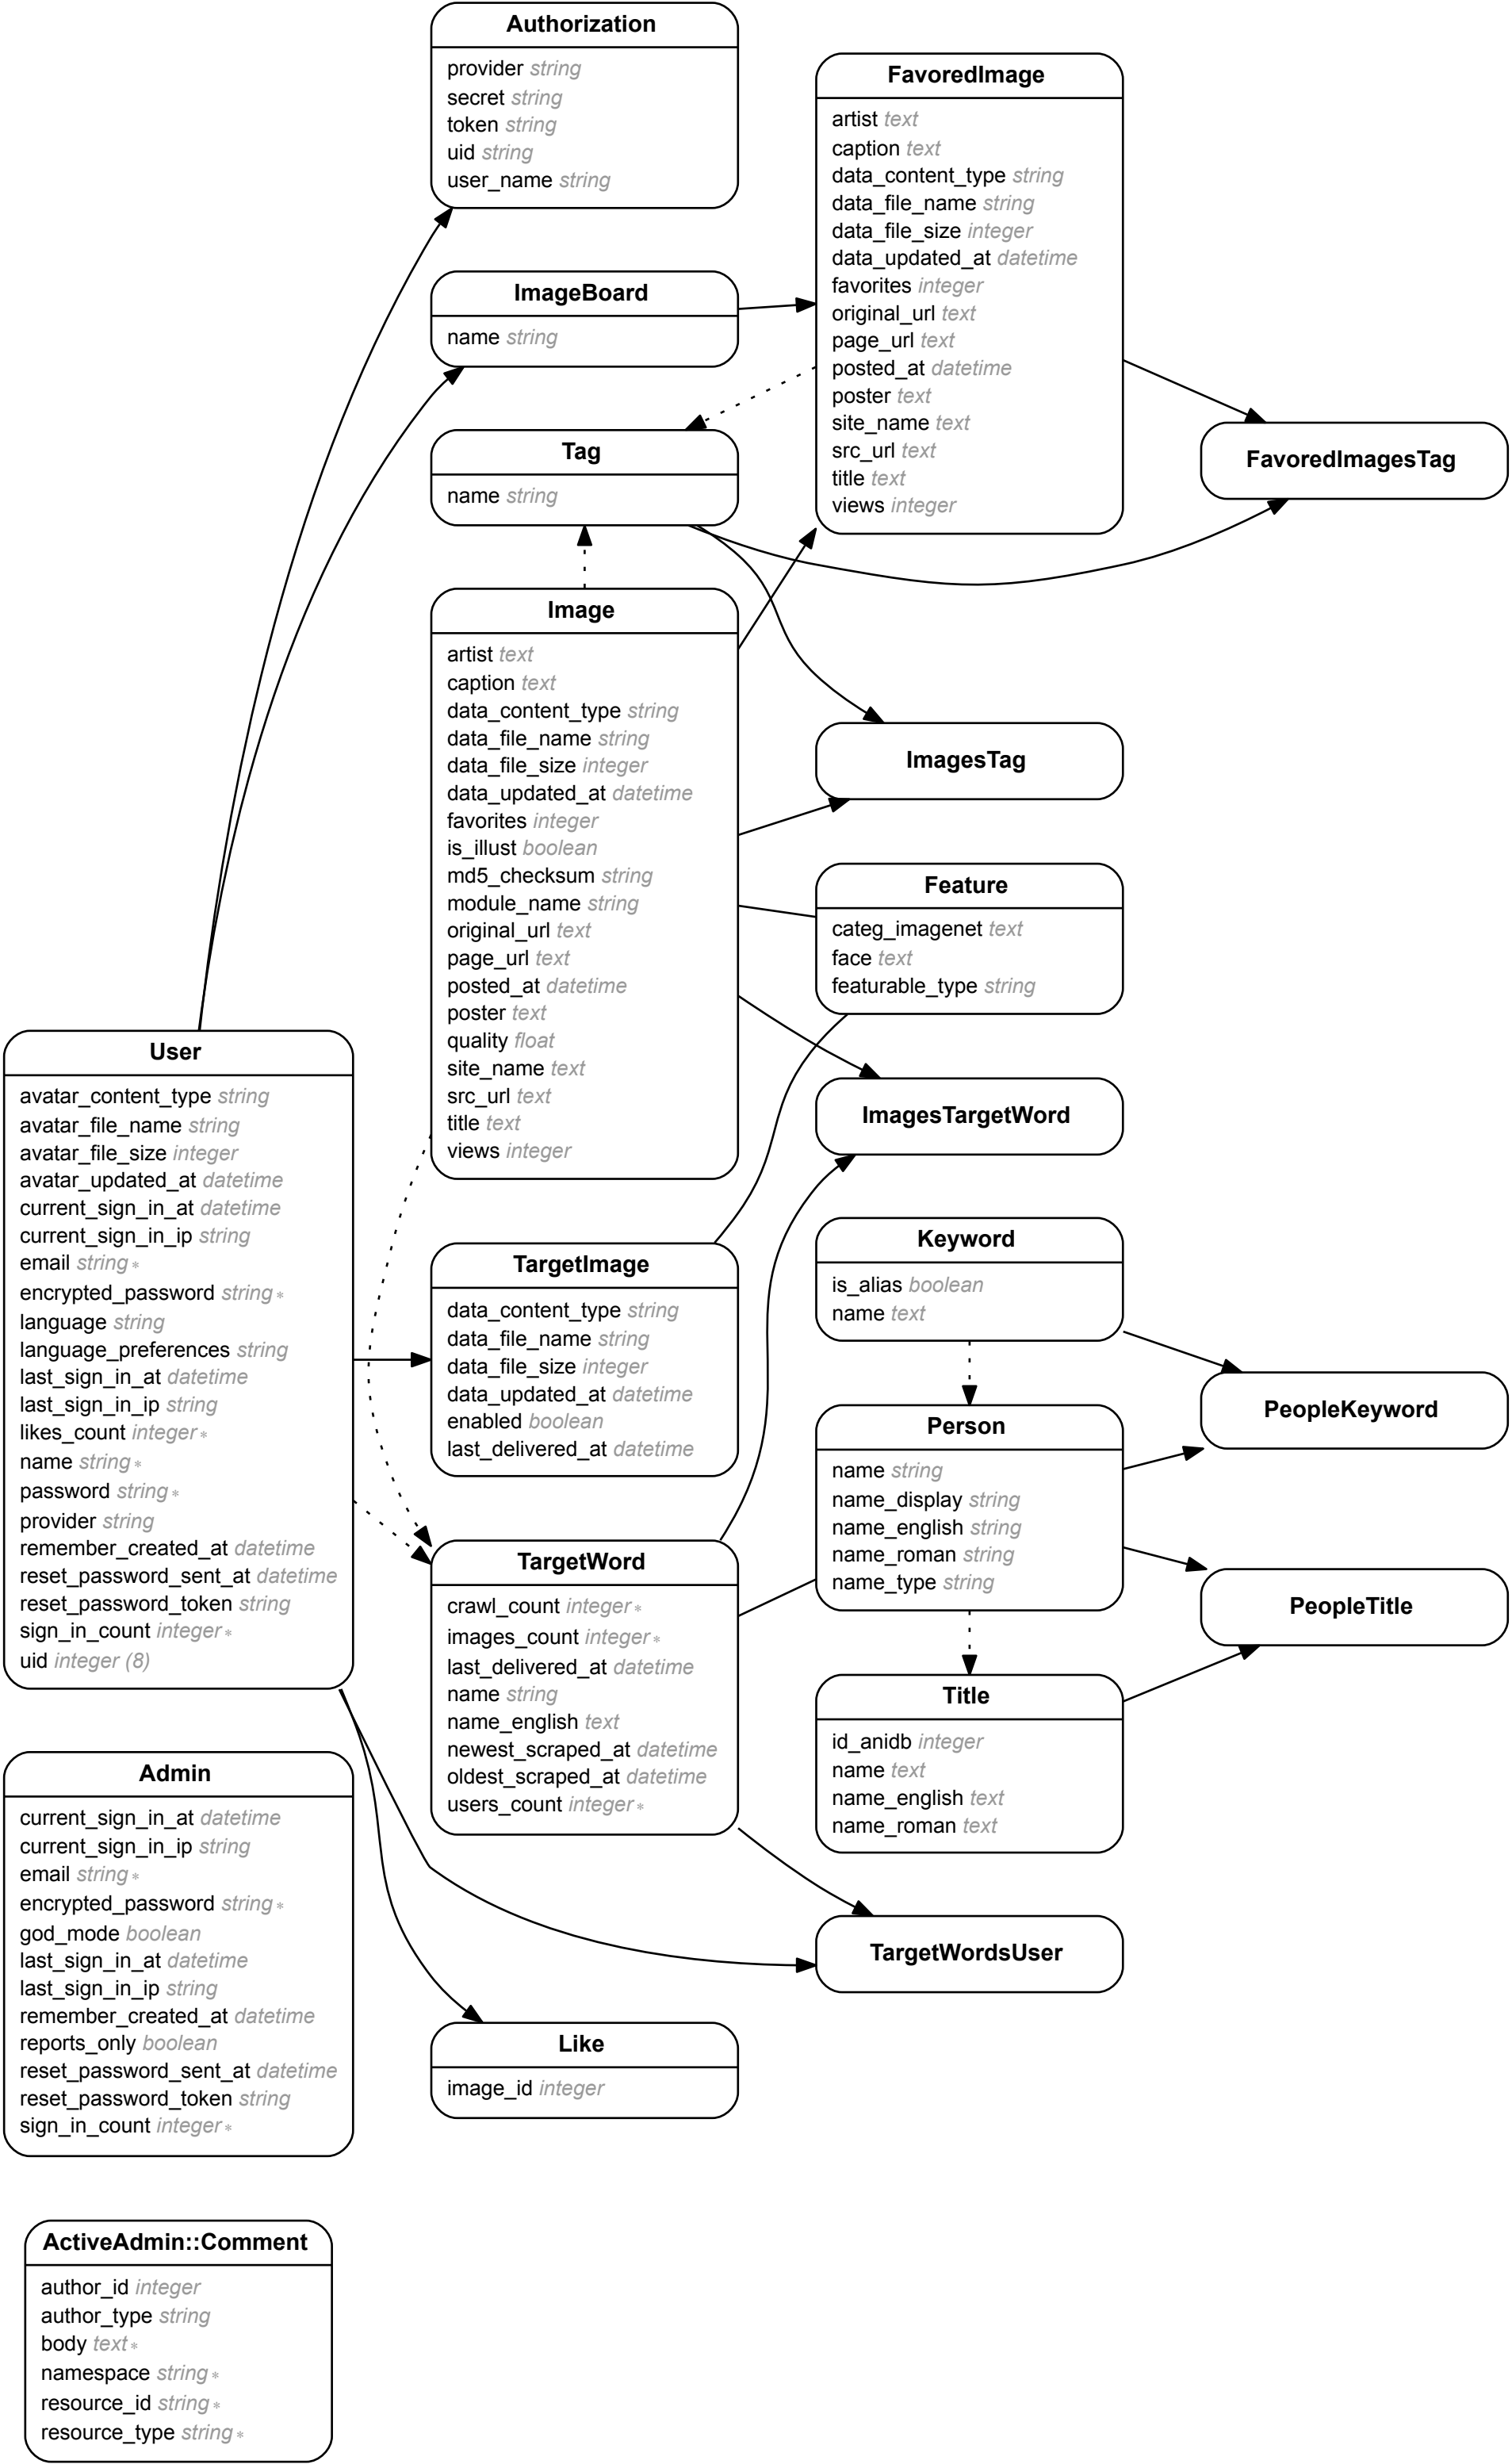 Authorization
provider string
secret string
token string
uid string
user_name string
FavoredImage
artist text
caption text
data_content_type string
data_file_name string
data_file_size integer
data_updated_at datetime
favorites integer
original_url text
page_url text
posted_at datetime
poster text
site_name text
src_url text
title text
views integer
ImageBoard
name string
Tag
name string
FavoredImagesTag
Image
artist text
caption text
data_content_type string
data_file_name string
data_file_size integer
data_updated_at datetime
favorites integer
is_illust boolean
md5_checksum string
module_name string
original_url text
page_url text
posted_at datetime
poster text
quality float
site_name text
src_url text
title text
views integer
ImagesTag
Feature
categ_imagenet text
face text
featurable_type string
ImagesTargetWord
User
avatar_content_type string
avatar_file_name string
avatar_file_size integer
avatar_updated_at datetime
current_sign_in_at datetime
current_sign_in_ip string
email string *
encrypted_password string *
language string
language_preferences string
last_sign_in_at datetime
last_sign_in_ip string
likes_count integer *
name string *
password string *
provider string
remember_created_at datetime
reset_password_sent_at datetime
reset_password_token string
sign_in_count integer *
uid integer (8)
TargetImage
data_content_type string
data_file_name string
data_file_size integer
data_updated_at datetime
enabled boolean
last_delivered_at datetime
Keyword
is_alias boolean
name text
PeopleKeyword
Person
name string
name_display string
name_english string
name_roman string
name_type string
PeopleTitle
TargetWord
crawl_count integer *
images_count integer *
last_delivered_at datetime
name string
name_english text
newest_scraped_at datetime
oldest_scraped_at datetime
users_count integer *
Title
id_anidb integer
name text
name_english text
name_roman text
TargetWordsUser
Admin
current_sign_in_at datetime
current_sign_in_ip string
email string *
encrypted_password string *
god_mode boolean
last_sign_in_at datetime
last_sign_in_ip string
remember_created_at datetime
reports_only boolean
reset_password_sent_at datetime
reset_password_token string
sign_in_count integer *
Like
image_id integer
ActiveAdmin::Comment
author_id integer
author_type string
body text *
namespace string *
resource_id string *
resource_type string *